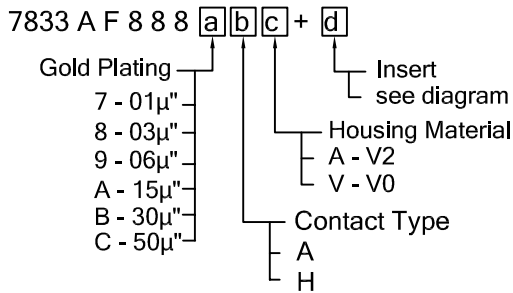 7833 A F 8 8 8 a b c + d
Gold Plating
7 - 01µ"
8 - 03µ"
9 - 06µ"
A - 15µ"
B - 30µ"
C - 50µ"
Insert
see diagram
Housing Material
A - V2
V - V0
Contact Type
A
H